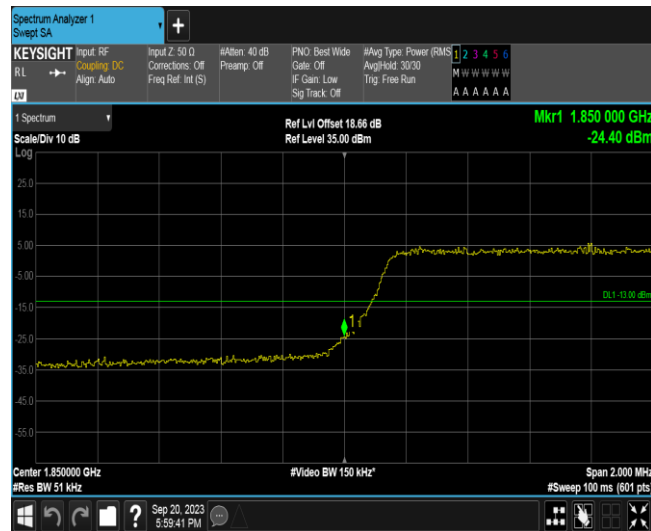 Spectrum Analyzer 1
Swept SA
KEYSIGHT
RL
Input: RF
Coupling: DC
Align: Auto
Input Z: 50 Ω
Corrections: Off
Freq Ref: Int (S)
#Atten: 40 dB
Preamp: Off
PNO: Best Wide
Gate: Off
IF Gain: Low
Sig Track: Off
#Avg Type: Power (RMS
Avg|Hold: 30/30
Trig: Free Run
1 2 3 4 5 6
M W W W W W
A A A A A A
LXI
1 Spectrum
Scale/Div 10 dB
Log
Ref Lvl Offset 18.66 dB
Ref Level 35.00 dBm
Mkr1 1.850 000 GHz
-24.40 dBm
25.0
15.0
5.00
-5.00
-15.0
-25.0
-35.0
-45.0
-55.0
DL1 -13.00 dBm
1
Center 1.85000 GHz
#Res BW 51 kHz
#Video BW 150 kHz*
Span 2.000 MHz
#Sweep 100 ms (601 pts)
?
Sep 20, 2023
5:59:41 PM